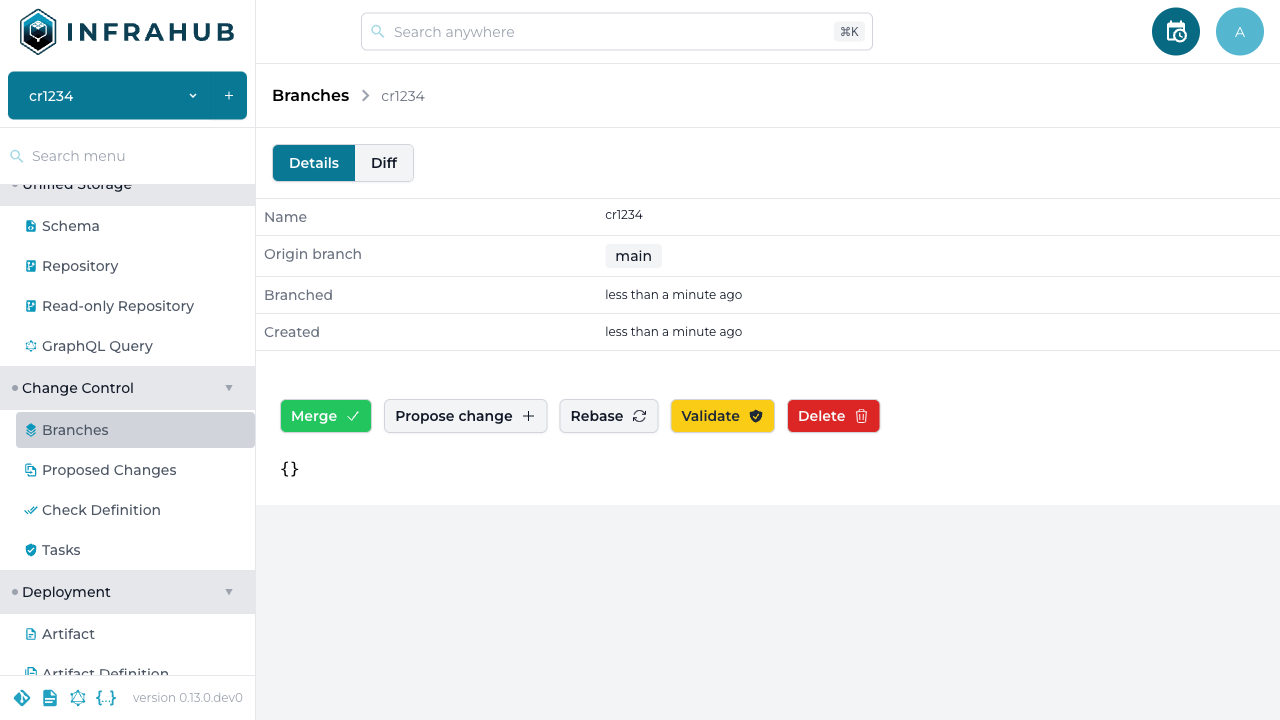 INFRAHUB
Search anywhere
⌘K
A
cr1234
+
Branches
cr1234
Search menu
Details
Diff
Unified Storage
Name
cr1234
Schema
Origin branch
main
Repository
Branched
less than a minute ago
Read-only Repository
Created
less than a minute ago
GraphQL Query
Change Control
Merge
Propose change
Rebase
Validate
Delete
Branches
{}
Proposed Changes
Check Definition
Tasks
Deployment
Artifact
Artifact Definition
{...}
version 0.13.0.dev0